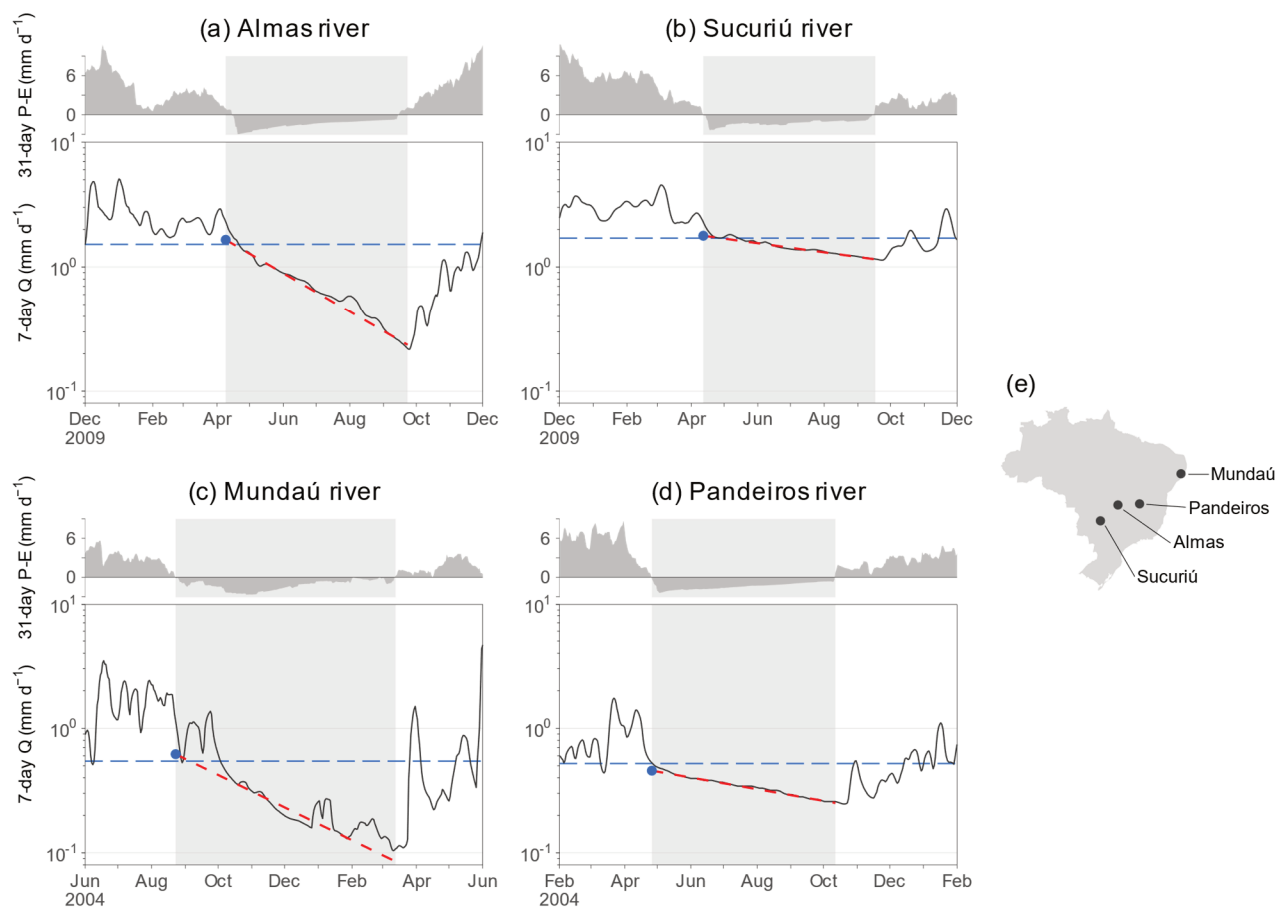 (a) Almas river
31-day P-E (mm d⁻¹)
6
0
7-day Q (mm d⁻¹)
10¹
10⁰
10⁻¹
Dec Feb Apr Jun Aug Oct Dec
2009
(b) Sucuriú river
6
0
10¹
10⁰
10⁻¹
Dec Feb Apr Jun Aug Oct Dec
2009
(c) Mundaú river
31-day P-E (mm d⁻¹)
6
0
7-day Q (mm d⁻¹)
10¹
10⁰
10⁻¹
Jun Aug Oct Dec Feb Apr Jun
2004
(d) Pandeiros river
6
0
10¹
10⁰
10⁻¹
Feb Apr Jun Aug Oct Dec Feb
2004
(e)
Mundaú
Pandeiros
Almas
Sucuriú